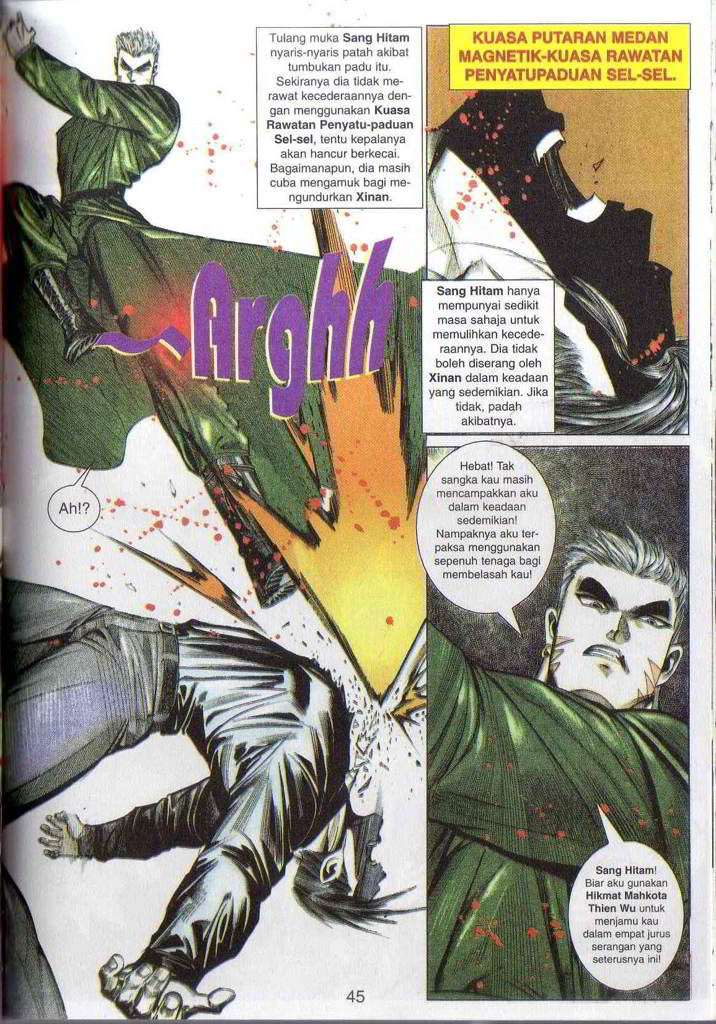 Tulang muka Sang Hitam
nyaris-nyaris patah akibat
tumbukan padu itu.
Sekiranya dia tidak me-
rawat kecederaannya den-
gan menggunakan Kuasa
Rawatan Penyatu-paduan
Sel-sel, tentu kepalanya
akan hancur berkecai.
Bagaimanapun, dia masih
cuba mengamuk bagi me-
ngundurkan Xinan.
KUASA PUTARAN MEDAN
MAGNETIK-KUASA RAWATAN
PENYATUPADUAN SEL-SEL.
~Arghh
Sang Hitam hanya
mempunyai sedikit
masa sahaja untuk
memulihkan kecede-
raannya. Dia tidak
boleh diserang oleh
Xinan dalam keadaan
yang sedemikian. Jika
tidak, padah
akibatnya.
Ah!?
Hebat! Tak
sangka kau masih
mencampakkan aku
dalam keadaan
sedemikian!
Nampaknya aku ter-
paksa menggunakan
sepenuh tenaga bagi
membelasah kau!
Sang Hitam!
Biar aku gunakan
Hikmat Mahkota
Thien Wu untuk
menjamu kau
dalam empat jurus
serangan yang
seterusnya ini!
45